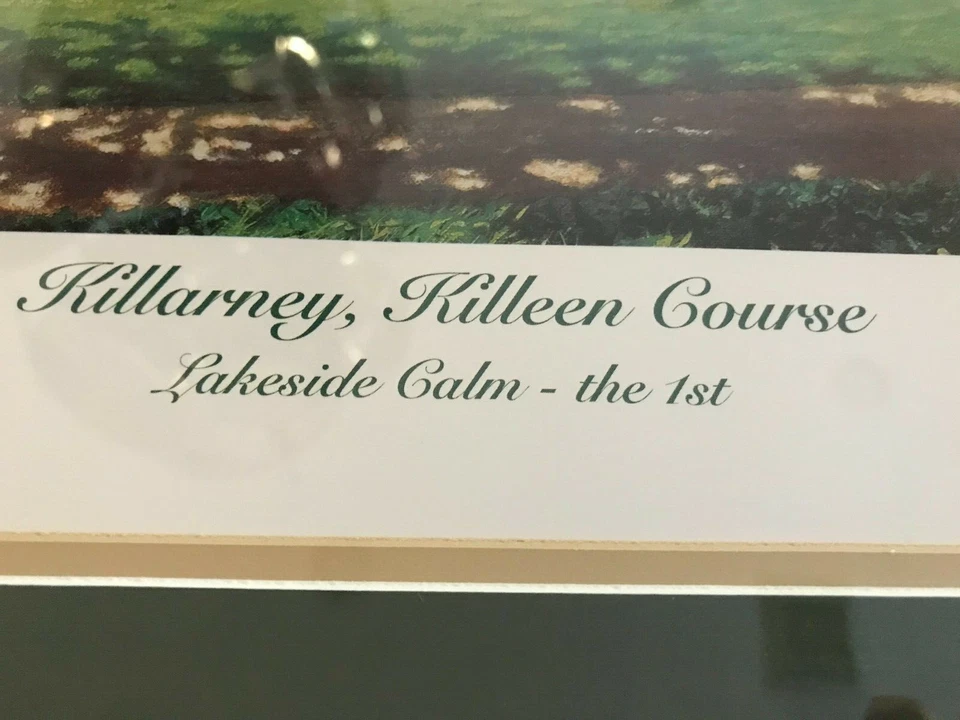 Killarney, Killeen Course
Lakeside Calm - the 1st